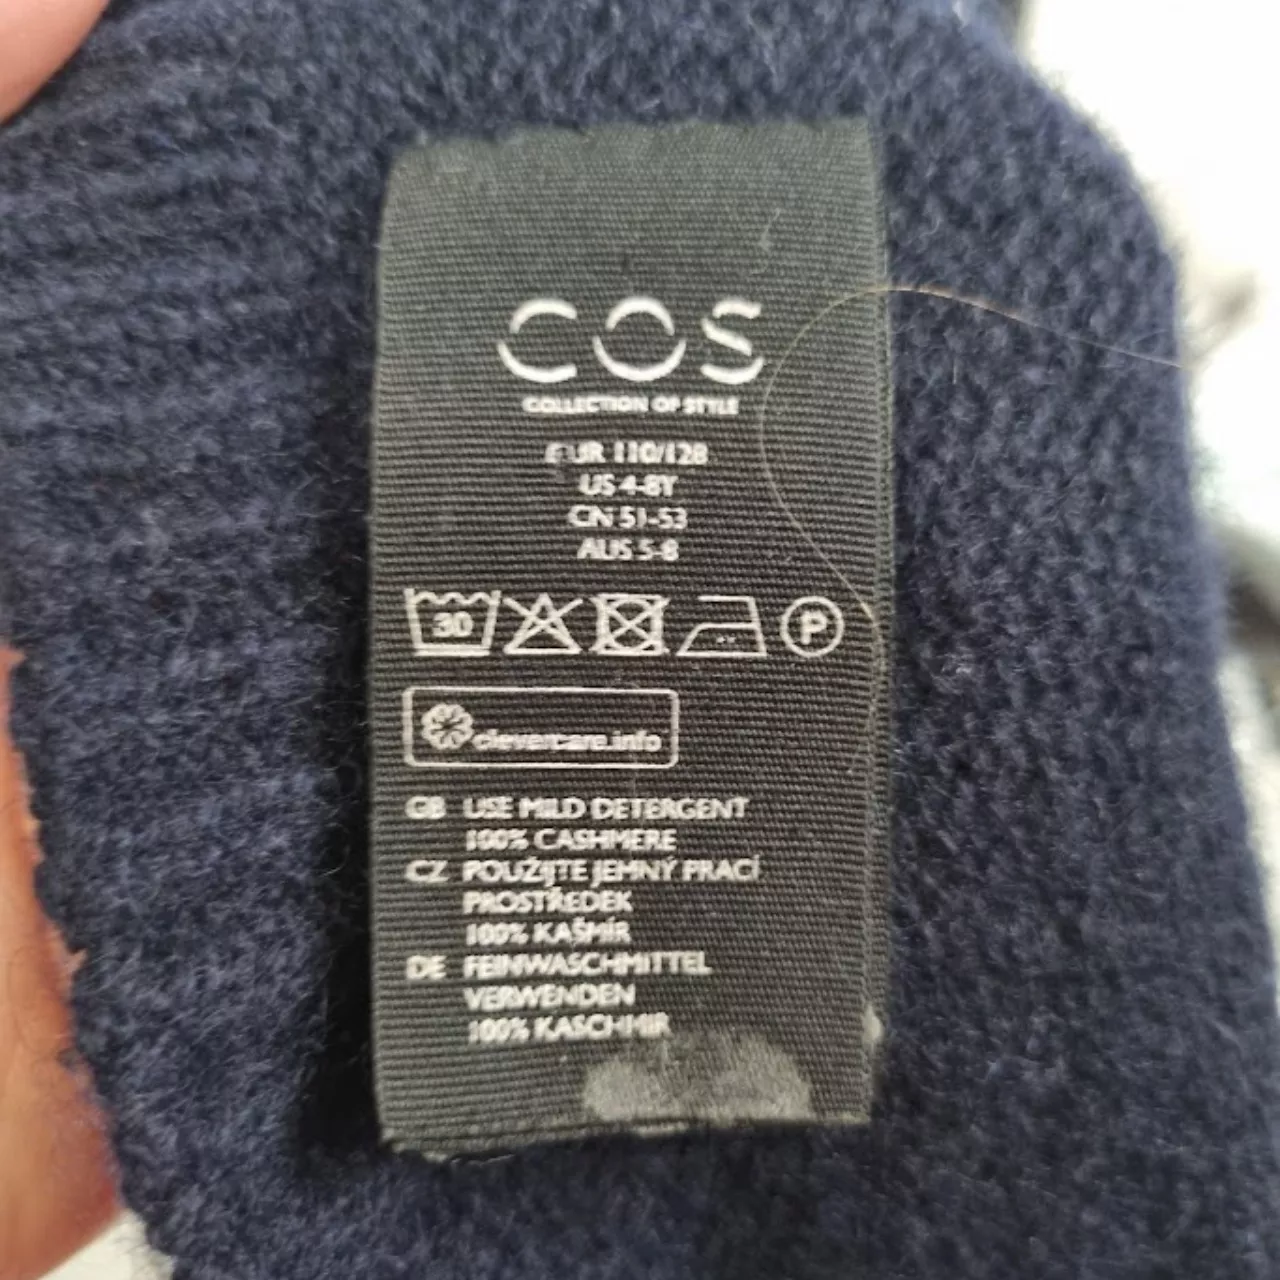 COS
COLLECTION OF STYLE
EUR 110/128
US 4-8Y
CN 51-53
AUS 5-8
30
P
clevercare.info
GB USE MILD DETERGENT
100% CASHMERE
CZ POUŽIJTE JEMNÝ PRACÍ
PROSTŘEDEK
100% KAŠMÍR
DE FEINWASCHMITTEL
VERWENDEN
100% KASCHMIR